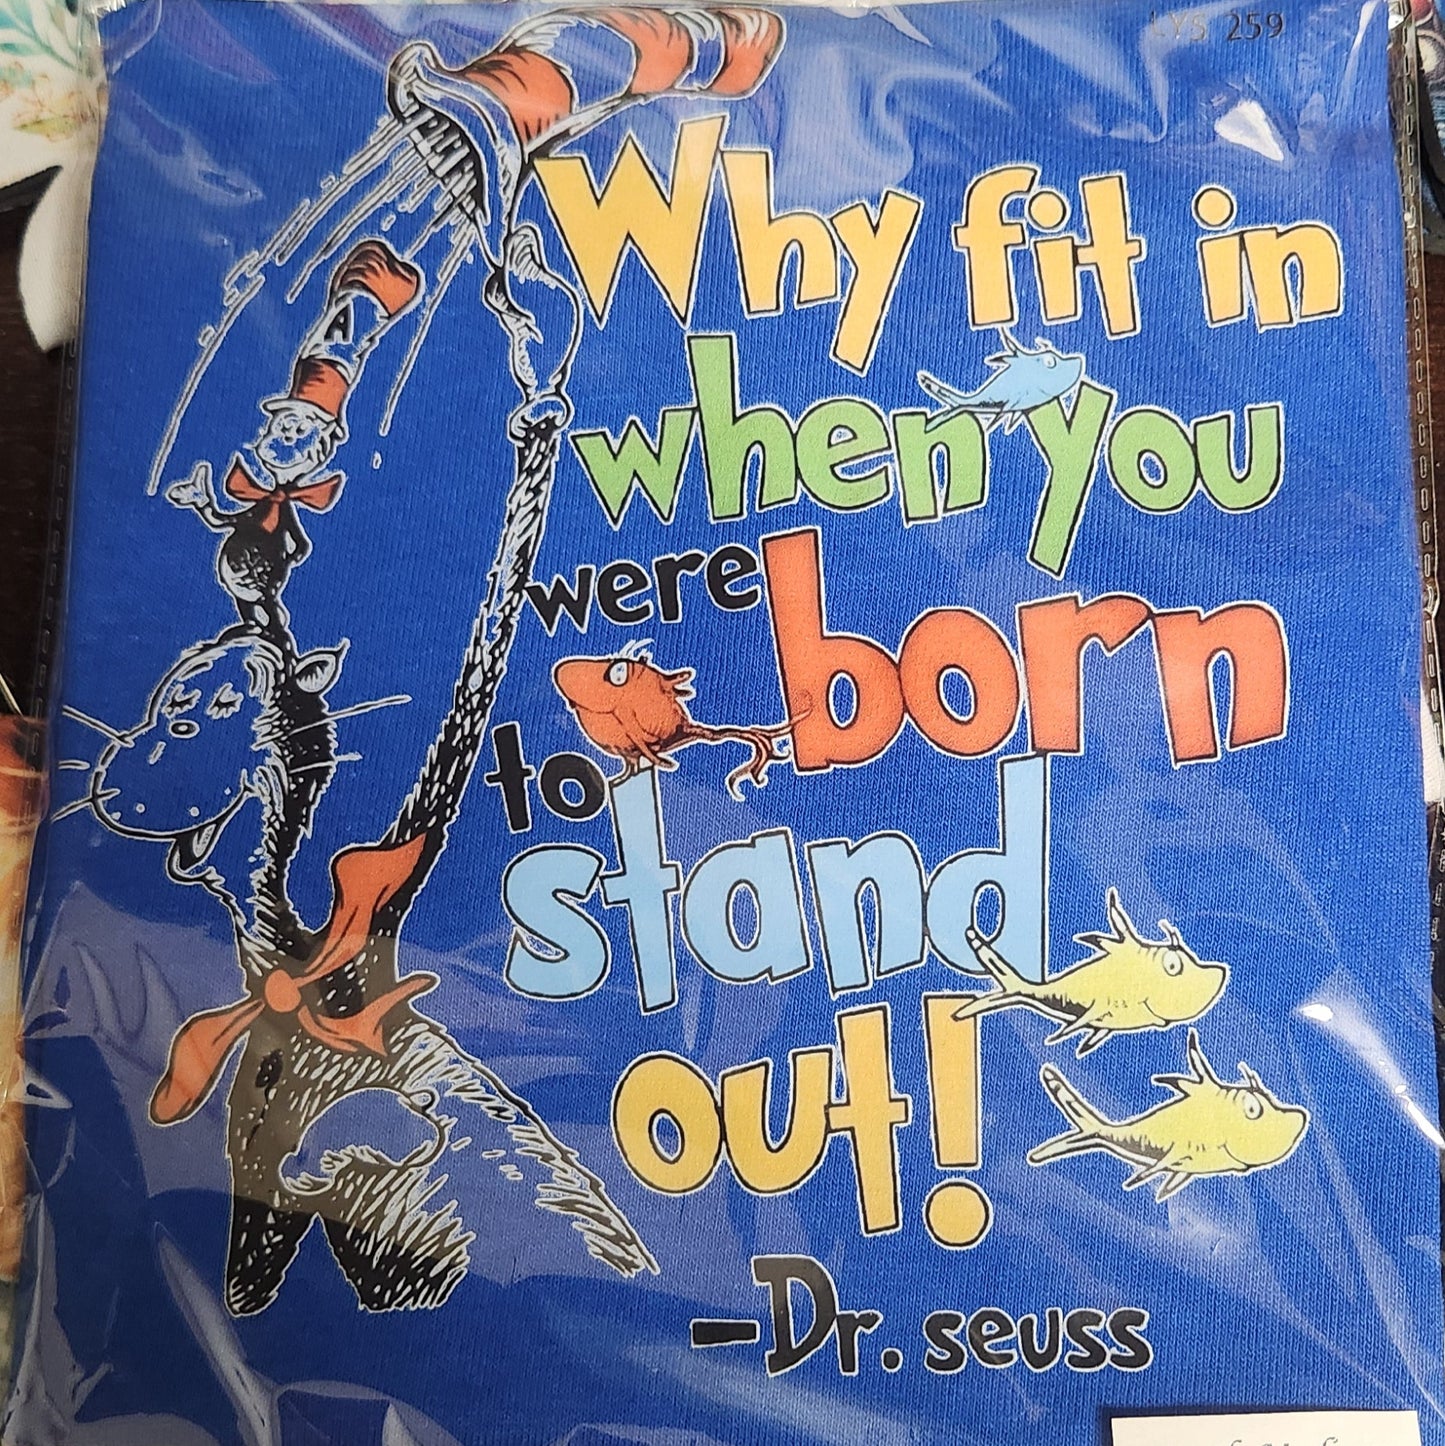 LYS 259
Why fit in
when you
were born
to
stand
out!
-Dr. seuss
A